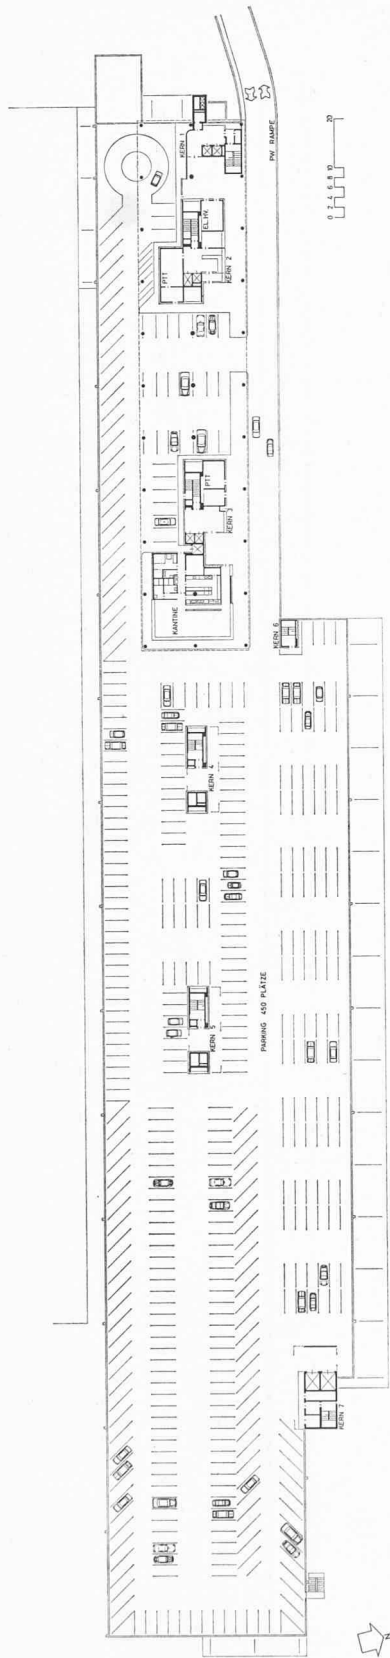 PW RAMPE
20
10
8
6
4
2
0
KERN 1
EL. HV.
PTT
KERN 2
PTT
KERN 3
KANTINE
KERN 6
KERN 4
KERN 5
PARKING 450 PLÄTZE
KERN 7
N